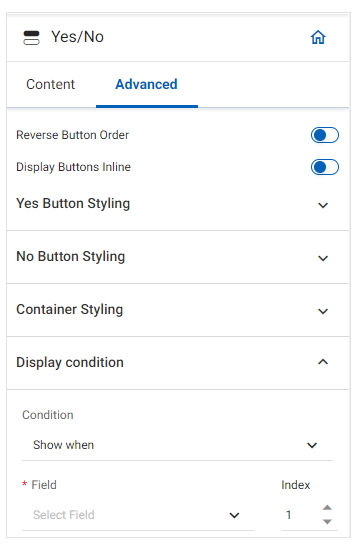 Yes/No
Content Advanced
Reverse Button Order
Display Buttons Inline
Yes Button Styling
No Button Styling
Container Styling
Display condition
Condition
Show when
* Field Index
Select Field 1